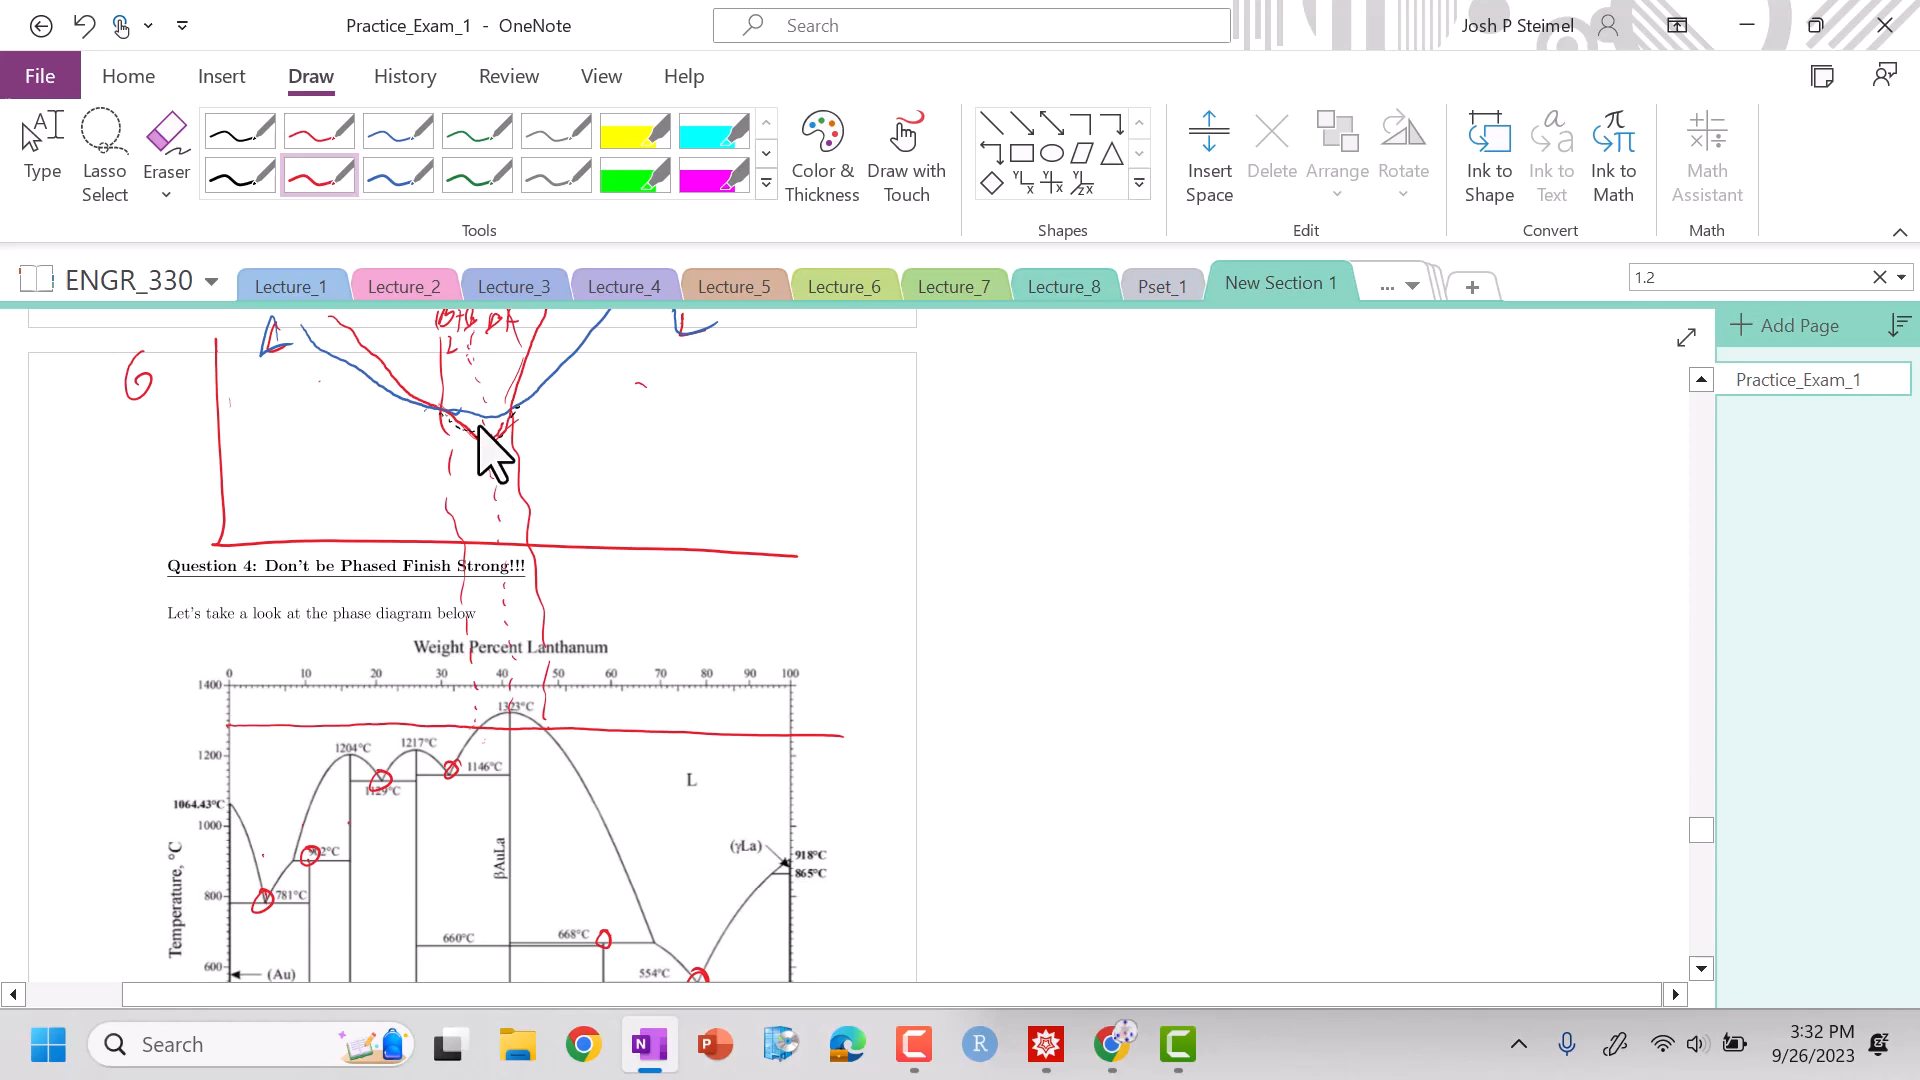 Practice_Exam_1 - OneNote
Search
Josh P Steimel
File Home Insert Draw History Review View Help
Type
Lasso Select
Eraser
Color & Thickness
Draw with Touch
Insert Space
Delete
Arrange
Rotate
Ink to Shape
Ink to Text
Ink to Math
Math Assistant
Tools
Shapes
Edit
Convert
Math
ENGR_330
Lecture_1
Lecture_2
Lecture_3
Lecture_4
Lecture_5
Lecture_6
Lecture_7
Lecture_8
Pset_1
New Section 1
...
1.2
Add Page
Practice_Exam_1
Question 4: Don't be Phased Finish Strong!!!
Let's take a look at the phase diagram below
Weight Percent Lanthanum
0 10 20 30 40 50 60 70 80 90 100
1400
1323°C
1204°C
1217°C
1200
1146°C
L
1129°C
1064.43°C
1000
βAuLa
(γLa)
918°C
865°C
Temperature, °C
800
781°C
660°C
668°C
600
(Au)
554°C
Search
3:32 PM
9/26/2023